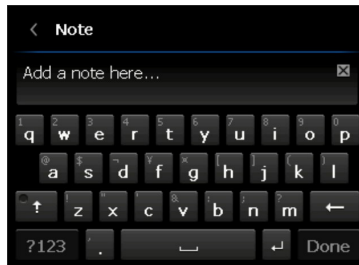 Note
Add a note here...
1 2 3 4 5 6 7 8 9 0
q w e r t y u i o p
@ $ ¬ ¥ × [ ] ( )
a s d f g h j k l
& : ?
z x c v b n m
?123 . Done